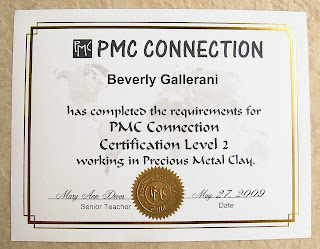 PMC PMC CONNECTION
Beverly Gallerani
has completed the requirements for
PMC Connection
Certification Level 2
working in Precious Metal Clay.
Mary Ann Devos May 27, 2009
Senior Teacher Date
PMC